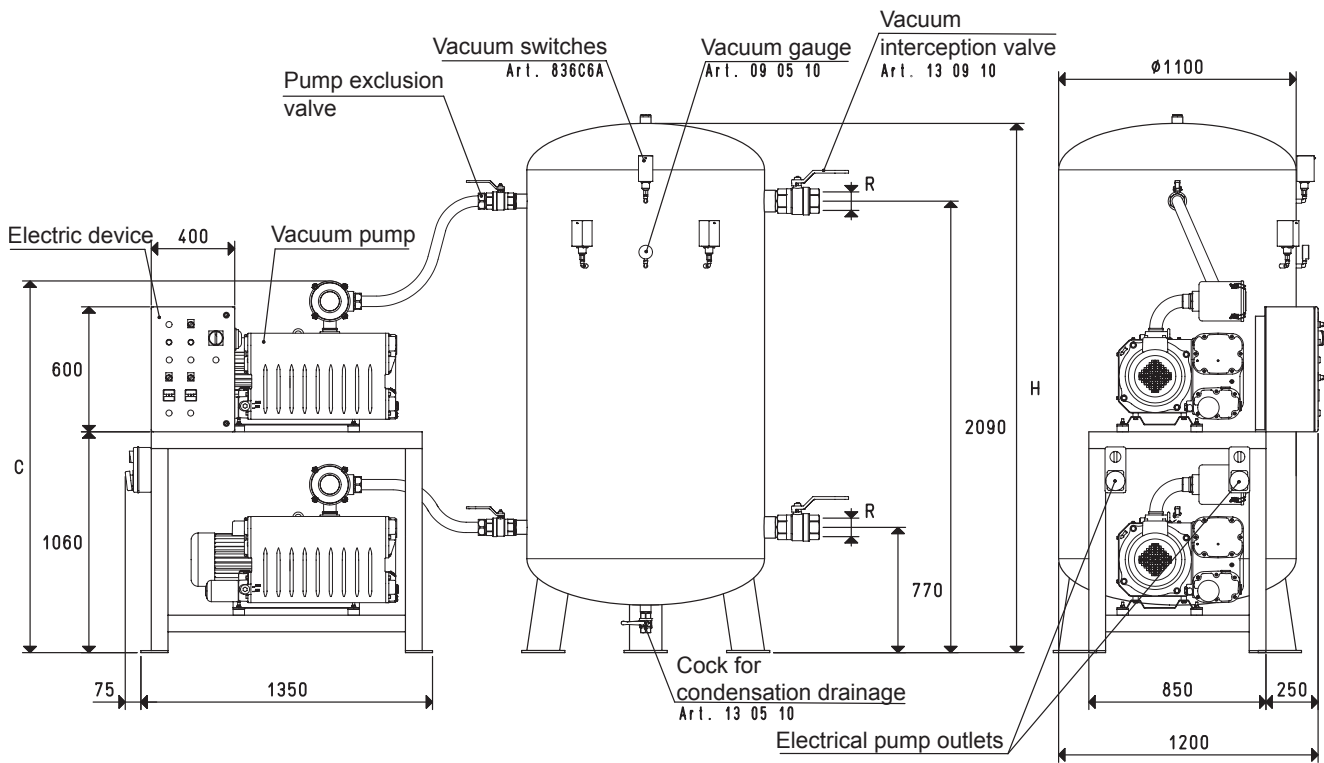 Vacuum
interception valve
Art. 13 09 10
Vacuum switches
Art. 836C6A
Vacuum gauge
Art. 09 05 10
Pump exclusion
valve
ø1100
R
Electric device
400
Vacuum pump
600
H
2090
C
R
1060
770
75
1350
Cock for
condensation drainage
Art. 13 05 10
850
250
Electrical pump outlets
1200